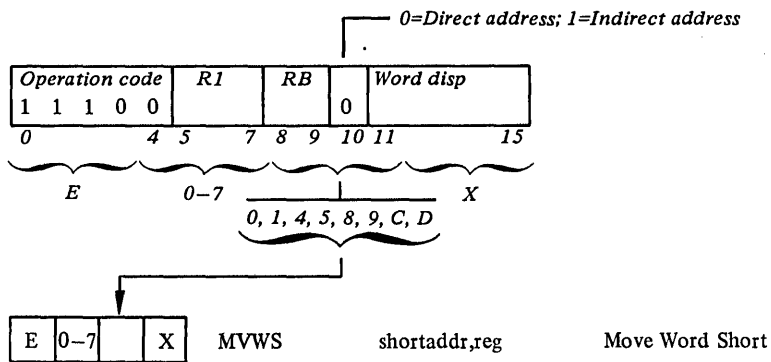 0=Direct address; 1=Indirect address
Operation code R1 RB Word disp
1 1 1 0 0 0
0 4 5 7 8 9 10 11 15
E 0–7 X
0, 1, 4, 5, 8, 9, C, D
E 0–7 X MVWS shortaddr,reg Move Word Short